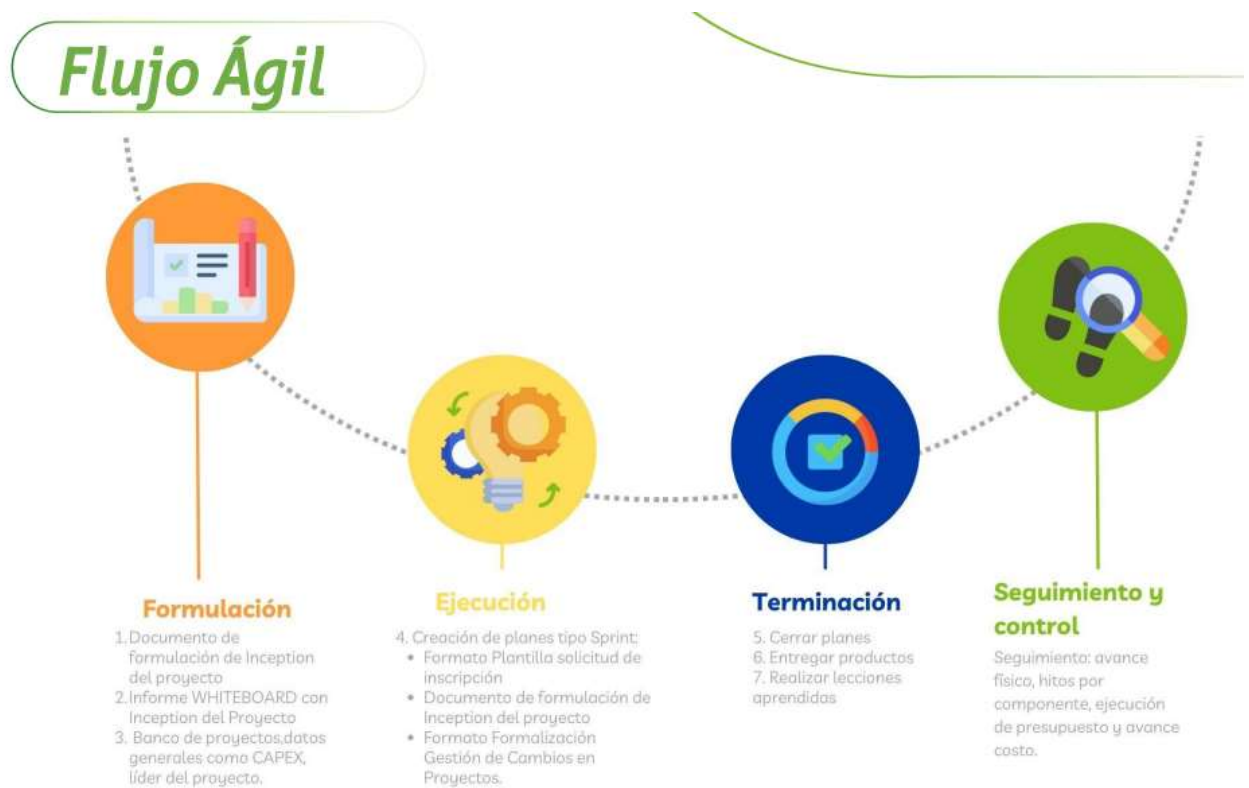 Flujo Ágil
Formulación
1. Documento de
formulación de Inception
del proyecto
2. Informe WHITEBOARD con
Inception del Proyecto
3. Banco de proyectos,datos
generales como CAPEX,
líder del proyecto.
Ejecución
4. Creación de planes tipo Sprint:
• Formato Plantilla solicitud de
inscripción
• Documento de formulación de
Inception del proyecto
• Formato Formalización
Gestión de Cambios en
Proyectos.
Terminación
5. Cerrar planes
6. Entregar productos
7. Realizar lecciones
aprendidas
Seguimiento y
control
Seguimiento: avance
físico, hitos por
componente, ejecución
de presupuesto y avance
costo.